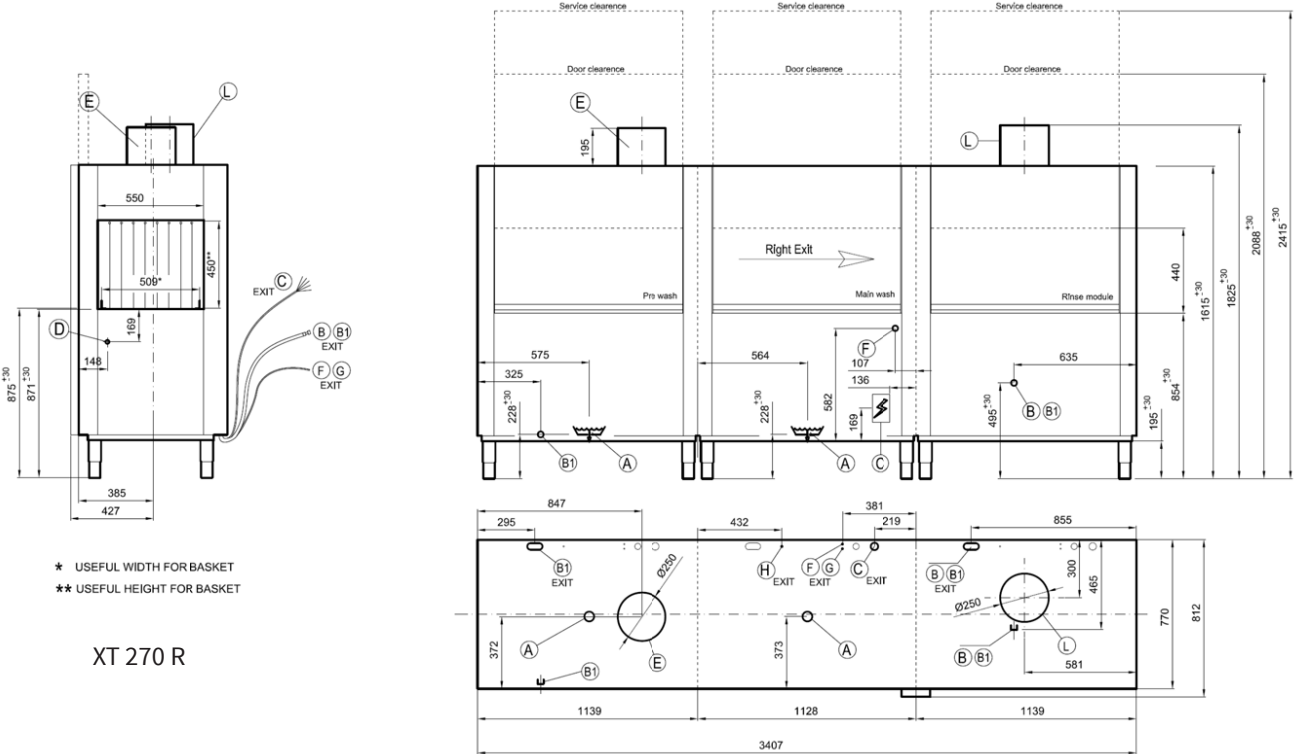 Service clearence
Service clearence
Service clearence
Door clearence
Door clearence
Door clearence
E
L
550
450**
509*
C
EXIT
D
169
148
B B1
EXIT
F G
EXIT
875 +30
871 +30
385
427
* USEFUL WIDTH FOR BASKET
** USEFUL HEIGHT FOR BASKET
XT 270 R
E
L
195
Right Exit
Pre wash
Main wash
Rinse module
440
1615 +30
1825 +30
2088 +30
2415 +30
575
325
228 +30
B1
A
564
228 +30
582
F
107
136
169
A
C
635
495 +30
B B1
195 +30
854 +30
847
295
432
381
219
855
B1
EXIT
Ø250
H
EXIT
F G
EXIT
C
EXIT
B B1
EXIT
Ø250
300
465
770
812
372
A
E
B1
373
A
B B1
L
581
1139
1128
1139
3407